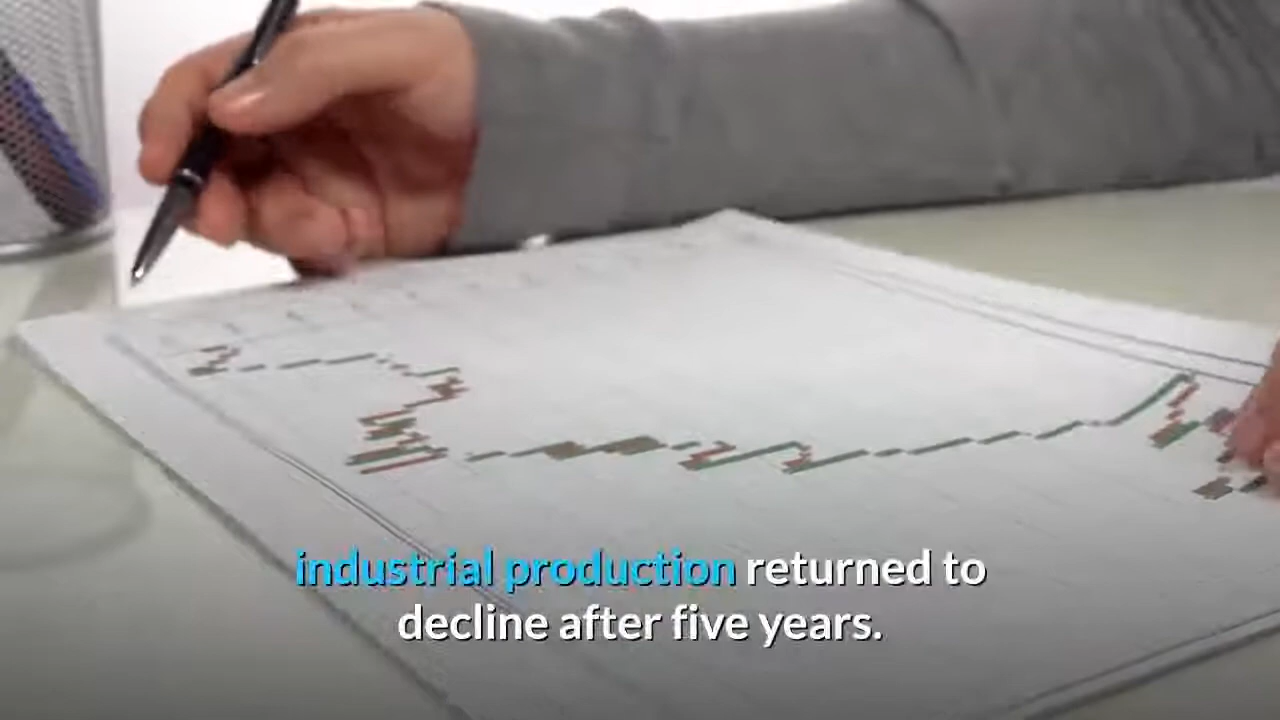 industrial production returned to
decline after five years.